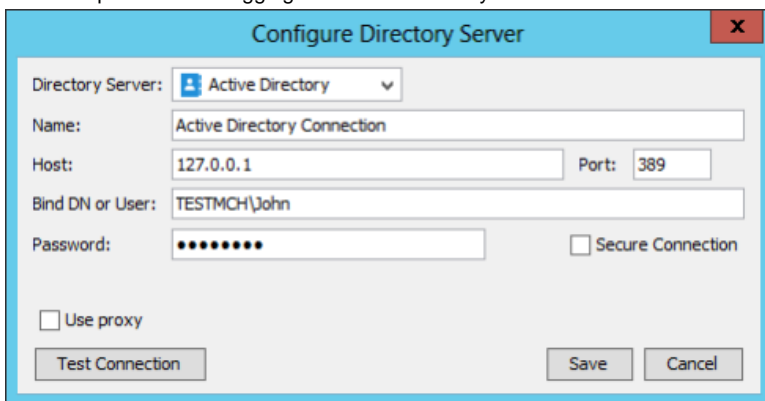 Configure Directory Server
x
Directory Server: Active Directory
Name: Active Directory Connection
Host: 127.0.0.1 Port: 389
Bind DN or User: TESTMCH\John
Password: ●●●●●●●● Secure Connection
Use proxy
Test Connection Save Cancel